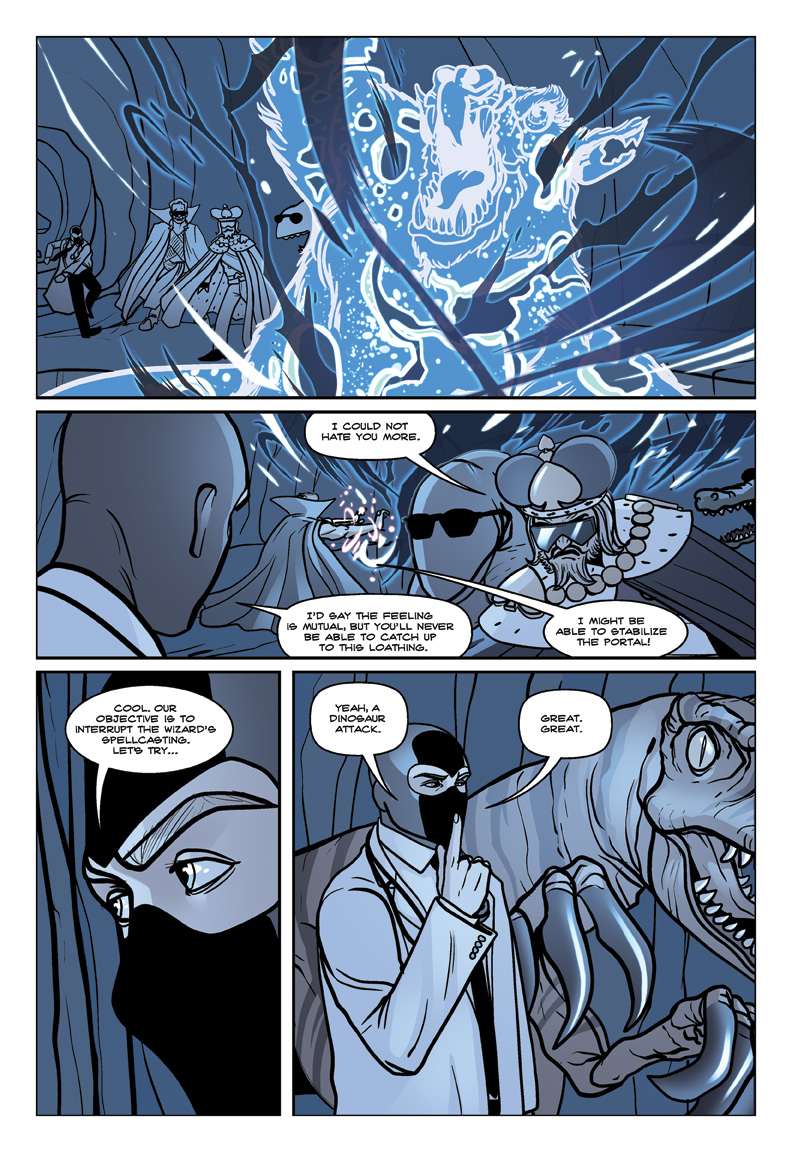 I COULD NOT
HATE YOU MORE.
I'D SAY THE FEELING
IS MUTUAL, BUT YOU'LL NEVER
BE ABLE TO CATCH UP
TO THIS LOATHING.
I MIGHT BE
ABLE TO STABILIZE
THE PORTAL!
COOL. OUR
OBJECTIVE IS TO
INTERRUPT THE WIZARD'S
SPELLCASTING.
LET'S TRY...
YEAH, A
DINOSAUR
ATTACK.
GREAT.
GREAT.